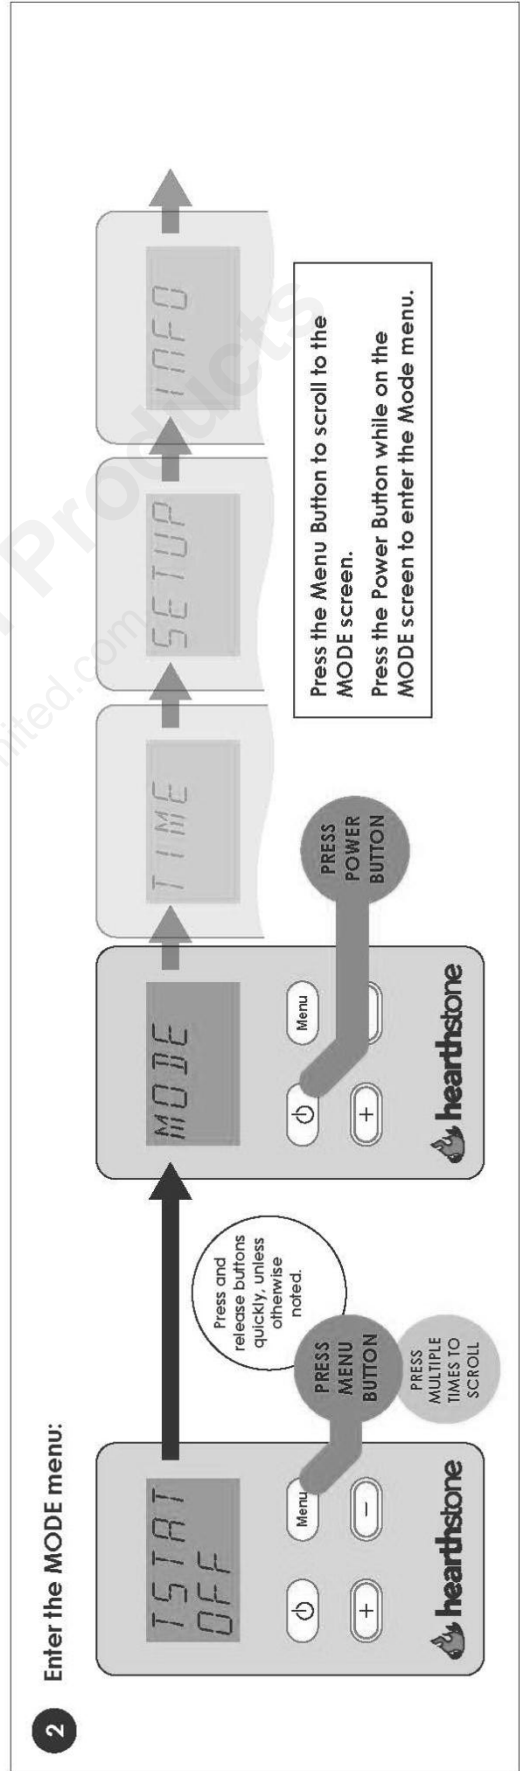 2 Enter the MODE menu:
TSTAT
OFF
Menu
+ −
hearthstone
PRESS
MENU
BUTTON
PRESS
MULTIPLE
TIMES TO
SCROLL
Press and
release buttons
quickly, unless
otherwise
noted.
MODE
Menu
+
hearthstone
PRESS
POWER
BUTTON
TIME
SETUP
INFO
Press the Menu Button to scroll to the
MODE screen.
Press the Power Button while on the
MODE screen to enter the Mode menu.
Products